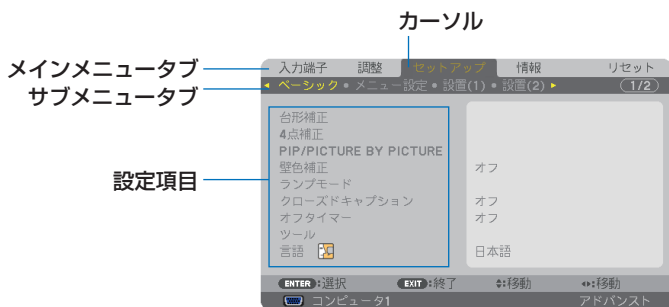 カーソル
メインメニュータブ
サブメニュータブ
設定項目
入力端子 調整 セットアップ 情報 リセット
ベーシック • メニュー設定 • 設置(1) • 設置(2) 1/2
台形補正
4点補正
PIP/PICTURE BY PICTURE
壁色補正 オフ
ランプモード
クローズドキャプション オフ
オフタイマー オフ
ツール
言語 日本語
ENTER:選択 EXIT:終了 :移動 :移動
コンピュータ1 アドバンスト